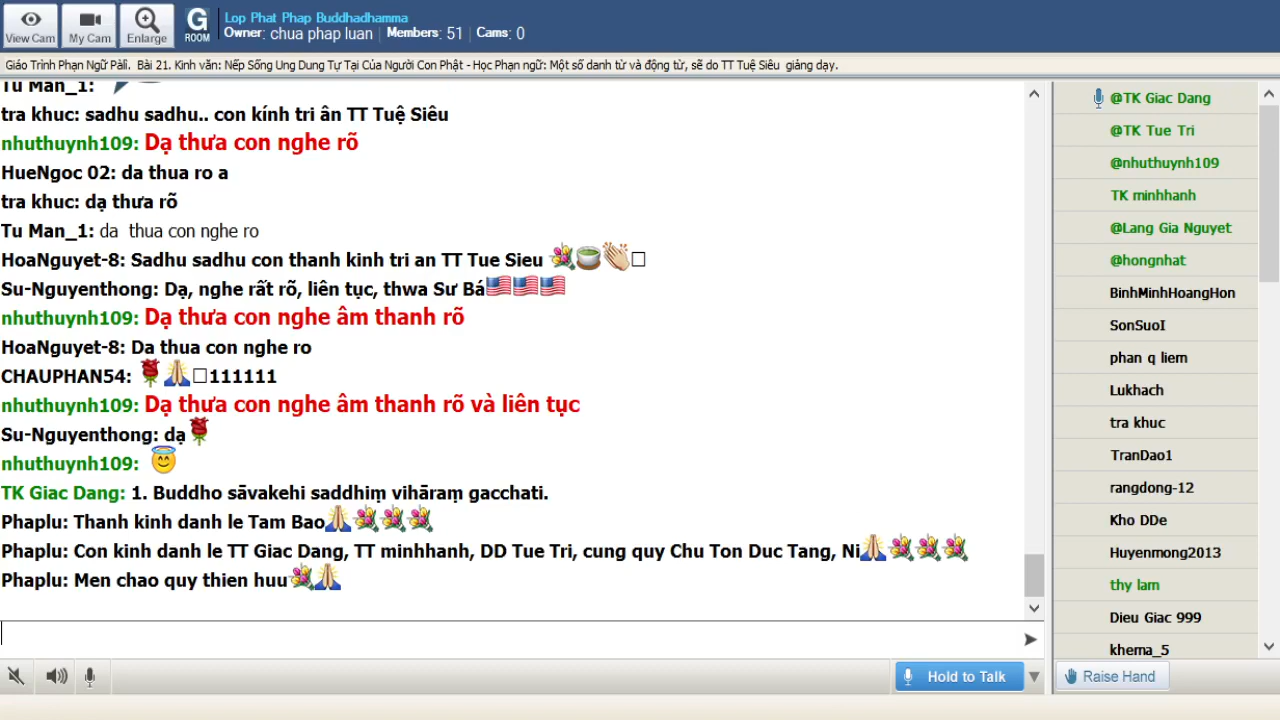 View Cam
My Cam
Enlarge
G
ROOM
Lop Phat Phap Buddhadhamma
Owner: chua phap luan | Members: 51 | Cams: 0
Giáo Trình Phạn Ngữ Pàlì. Bài 21. Kinh văn: Nếp Sống Ung Dung Tự Tại Của Người Con Phật - Học Phạn ngữ: Một số danh từ và động từ, sẽ do TT Tuệ Siêu giảng dạy.
Tu Man_1:
tra khuc: sadhu sadhu.. con kính tri ân TT Tuệ Siêu
nhuthuynh109: Dạ thưa con nghe rõ
HueNgoc 02: da thua ro a
tra khuc: dạ thưa rõ
Tu Man_1: da thua con nghe ro
HoaNguyet-8: Sadhu sadhu con thanh kinh tri an TT Tue Sieu
Su-Nguyenthong: Dạ, nghe rất rõ, liên tục, thwa Sư Bá
nhuthuynh109: Dạ thưa con nghe âm thanh rõ
HoaNguyet-8: Da thua con nghe ro
CHAUPHAN54: 111111
nhuthuynh109: Dạ thưa con nghe âm thanh rõ và liên tục
Su-Nguyenthong: dạ
nhuthuynh109:
TK Giac Dang: 1. Buddho sāvakehi saddhiṃ vihāraṃ gacchati.
Phaplu: Thanh kinh danh le Tam Bao
Phaplu: Con kinh danh le TT Giac Dang, TT minhhanh, DD Tue Tri, cung quy Chu Ton Duc Tang, Ni
Phaplu: Men chao quy thien huu
Hold to Talk
@TK Giac Dang
@TK Tue Tri
@nhuthuynh109
TK minhhanh
@Lang Gia Nguyet
@hongnhat
BinhMinhHoangHon
SonSuoI
phan q liem
Lukhach
tra khuc
TranDao1
rangdong-12
Kho DDe
Huyenmong2013
thy lam
Dieu Giac 999
khema_5
Raise Hand